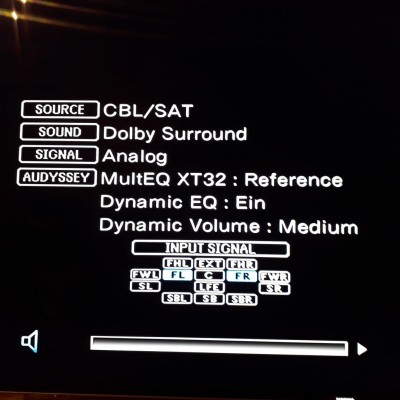 SOURCE CBL/SAT
SOUND Dolby Surround
SIGNAL Analog
AUDYSSEY MultEQ XT32 : Reference
Dynamic EQ : Ein
Dynamic Volume : Medium
INPUT SIGNAL
FHL EXT FHR
FWL FL C FR FWR
SL LFE SR
SBL SB SBR